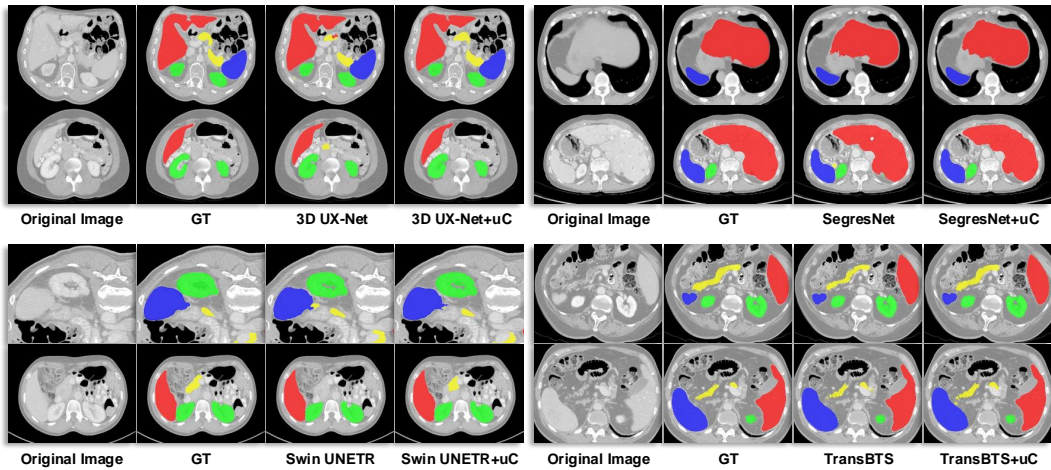 Original Image GT 3D UX-Net 3D UX-Net+uC Original Image GT SegresNet SegresNet+uC
Original Image GT Swin UNETR Swin UNETR+uC Original Image GT TransBTS TransBTS+uC